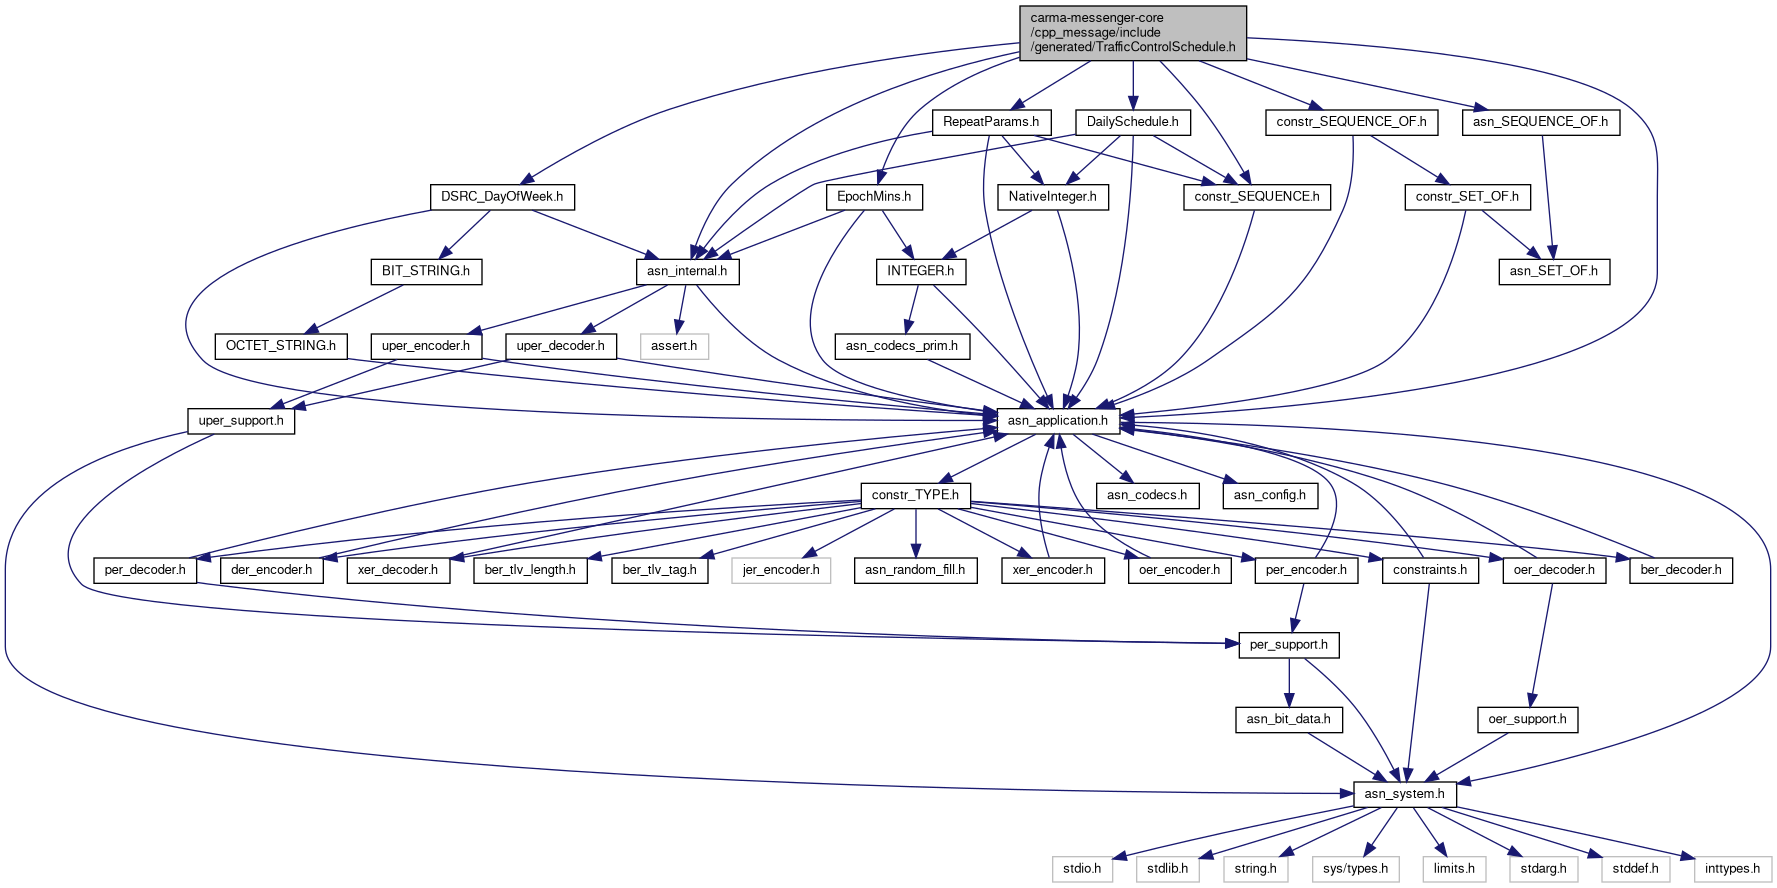 carma-messenger-core
/cpp_message/include
/generated/TrafficControlSchedule.h
RepeatParams.h
DailySchedule.h
constr_SEQUENCE_OF.h
asn_SEQUENCE_OF.h
DSRC_DayOfWeek.h
EpochMins.h
NativeInteger.h
constr_SEQUENCE.h
constr_SET_OF.h
BIT_STRING.h
asn_internal.h
INTEGER.h
asn_SET_OF.h
OCTET_STRING.h
uper_encoder.h
uper_decoder.h
assert.h
asn_codecs_prim.h
uper_support.h
asn_application.h
constr_TYPE.h
asn_codecs.h
asn_config.h
per_decoder.h
der_encoder.h
xer_decoder.h
ber_tlv_length.h
ber_tlv_tag.h
jer_encoder.h
asn_random_fill.h
xer_encoder.h
oer_encoder.h
per_encoder.h
constraints.h
oer_decoder.h
ber_decoder.h
per_support.h
asn_bit_data.h
oer_support.h
asn_system.h
stdio.h
stdlib.h
string.h
sys/types.h
limits.h
stdarg.h
stddef.h
inttypes.h